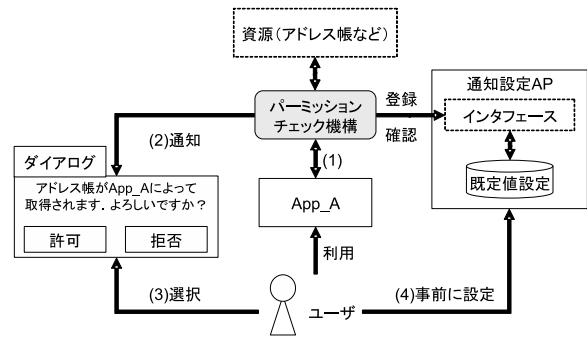 資源(アドレス帳など)
通知設定AP
パーミッション
チェック機構
登録
確認
インタフェース
既定値設定
(2)通知
(1)
ダイアログ
アドレス帳がApp_Aによって
取得されます．よろしいですか？
許可
拒否
App_A
利用
(3)選択
ユーザ
(4)事前に設定